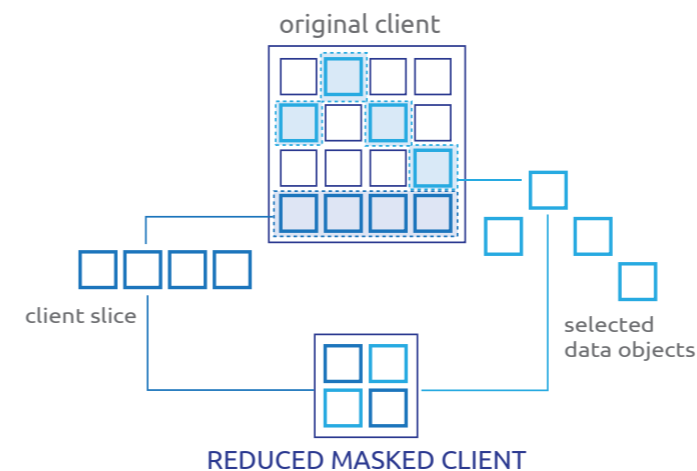 original client
client slice
selected
data objects
REDUCED MASKED CLIENT